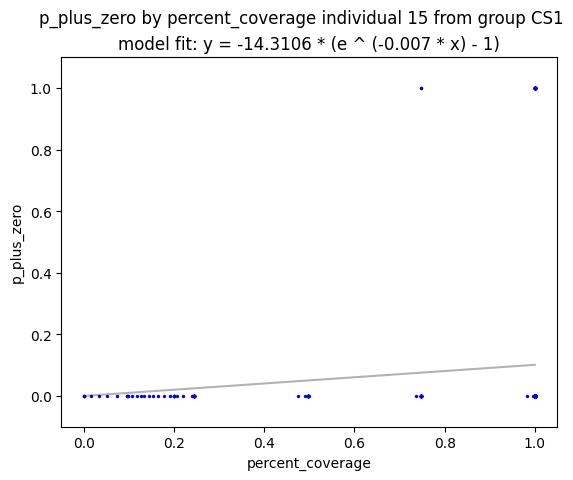 p_plus_zero by percent_coverage individual 15 from group CS1
model fit: y = -14.3106 * (e ^ (-0.007 * x) - 1)
1.0
0.8
0.6
0.4
0.2
0.0
p_plus_zero
0.0 0.2 0.4 0.6 0.8 1.0
percent_coverage